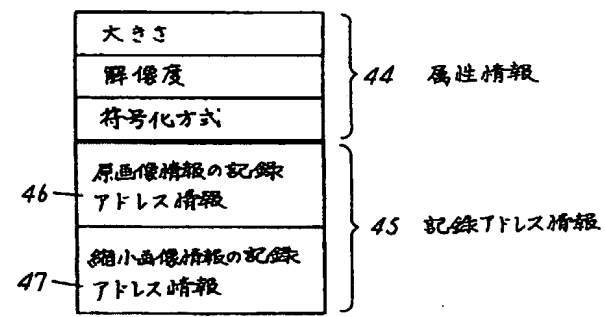 大きさ
解像度
符号化方式
44 属性情報
46
原画像情報の記録
アドレス情報
45 記録アドレス情報
47
縮小画像情報の記録
アドレス情報